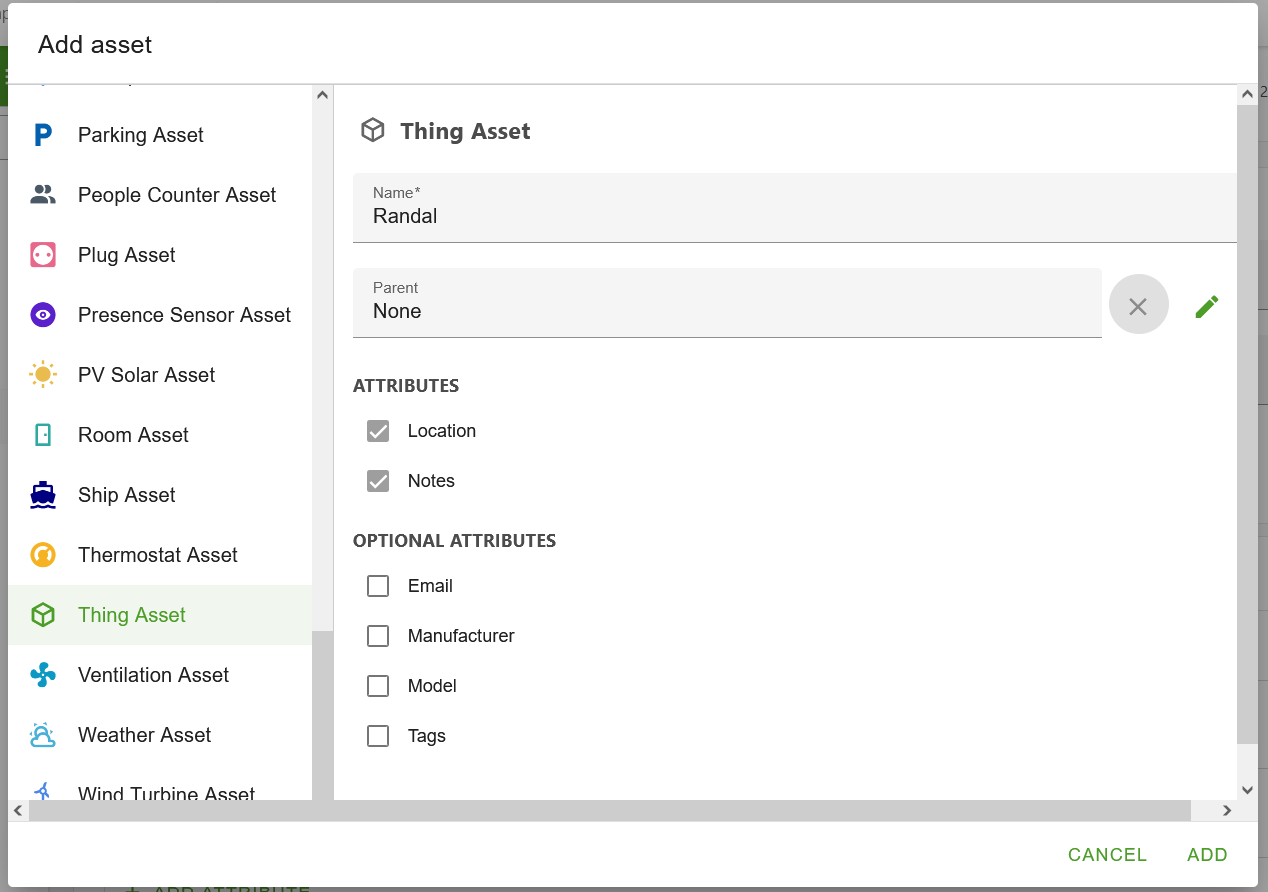 Add asset
Parking Asset
People Counter Asset
Plug Asset
Presence Sensor Asset
PV Solar Asset
Room Asset
Ship Asset
Thermostat Asset
Thing Asset
Ventilation Asset
Weather Asset
Wind Turbine Asset
Thing Asset
Name*
Randal
Parent
None
ATTRIBUTES
Location
Notes
OPTIONAL ATTRIBUTES
Email
Manufacturer
Model
Tags
CANCEL
ADD
ADD ATTRIBUTE